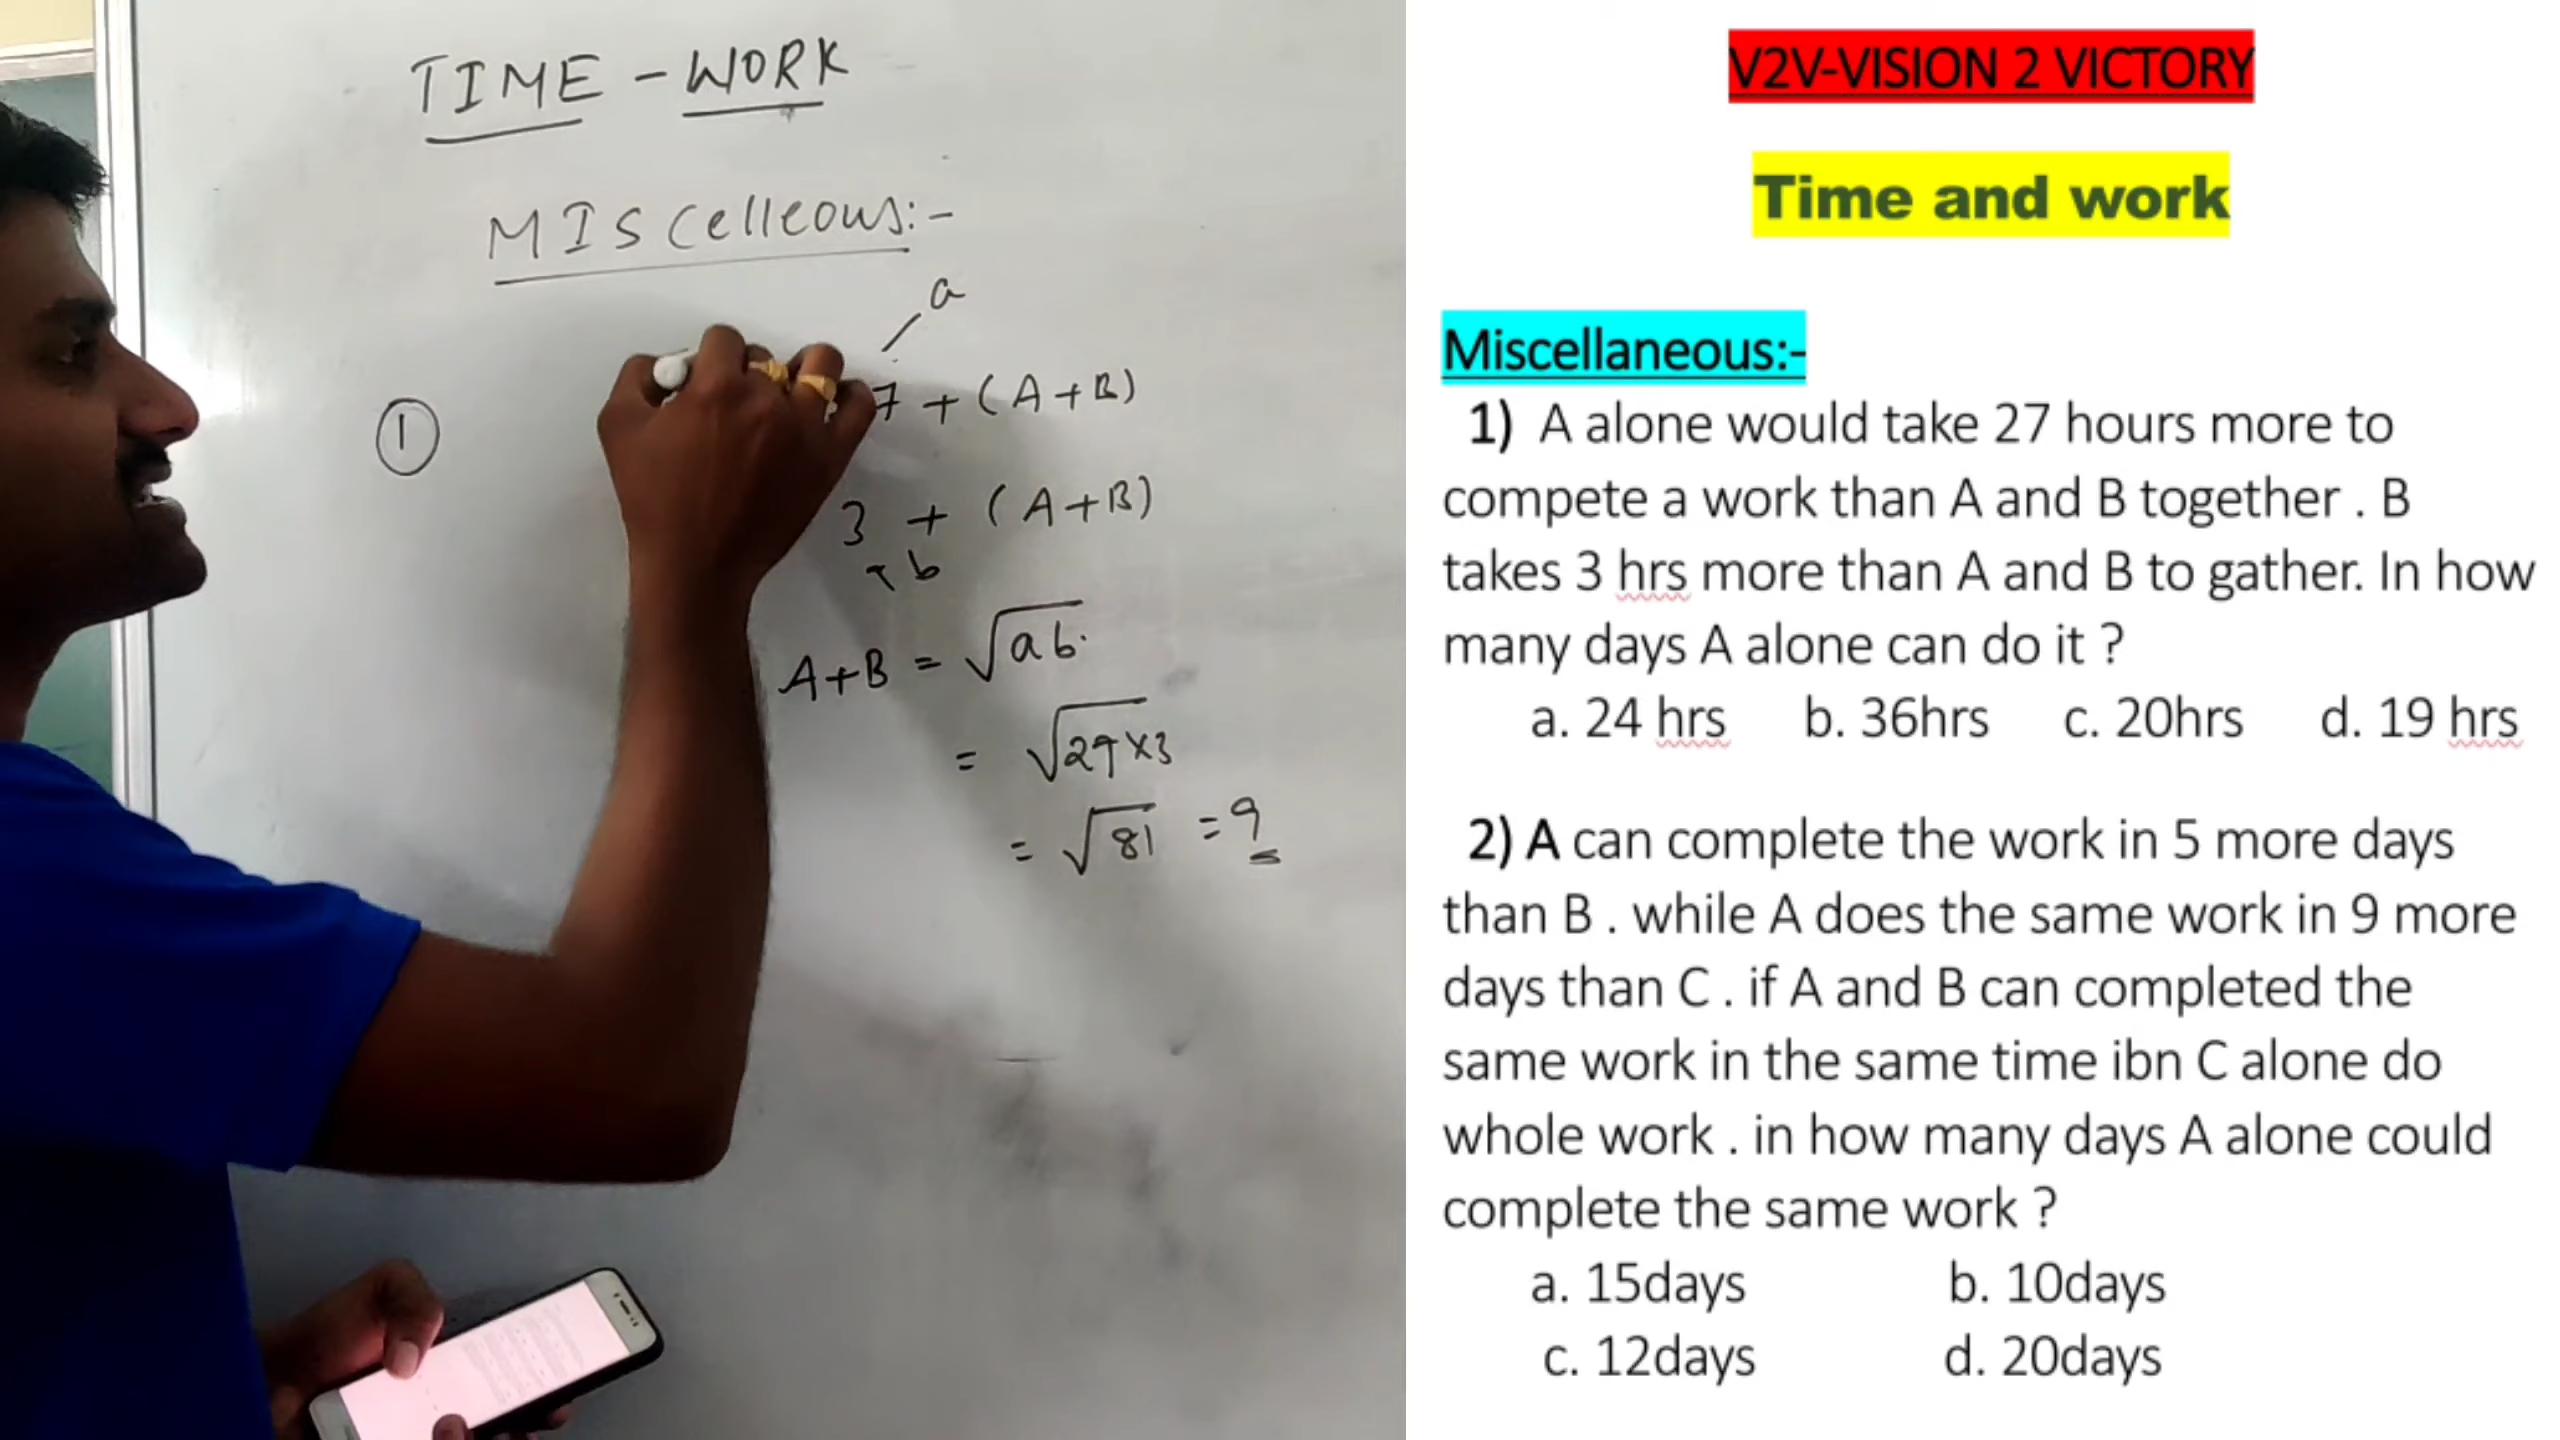 TIME - WORK
MIScelleous:-
a
①
7 + (A+B)
3 + (A+B)
b
A+B = √ab
= √27×3
= √81 = 9
V2V-VISION 2 VICTORY
Time and work
Miscellaneous:-
1) A alone would take 27 hours more to
compete a work than A and B together . B
takes 3 hrs more than A and B to gather. In how
many days A alone can do it ?
a. 24 hrs b. 36hrs c. 20hrs d. 19 hrs
2) A can complete the work in 5 more days
than B . while A does the same work in 9 more
days than C . if A and B can completed the
same work in the same time ibn C alone do
whole work . in how many days A alone could
complete the same work ?
a. 15days b. 10days
c. 12days d. 20days